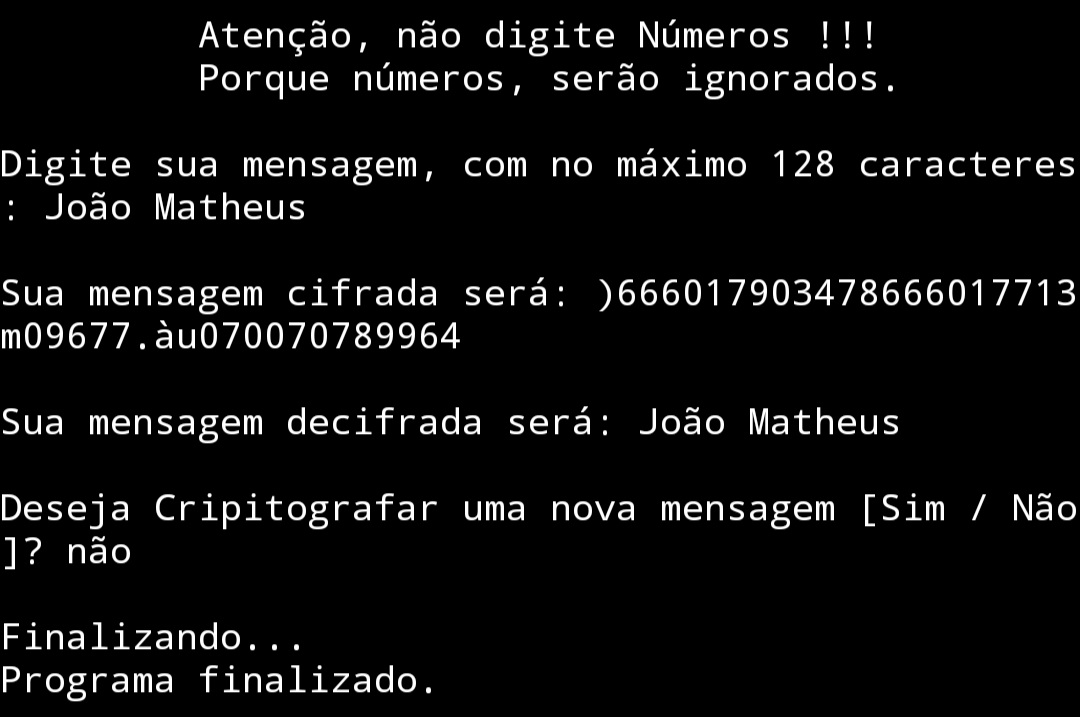 Atenção, não digite Números !!!
Porque números, serão ignorados.
Digite sua mensagem, com no máximo 128 caracteres
: João Matheus
Sua mensagem cifrada será: )666017903478666017713
m09677.àu070070789964
Sua mensagem decifrada será: João Matheus
Deseja Cripitografar uma nova mensagem [Sim / Não
]? não
Finalizando...
Programa finalizado.